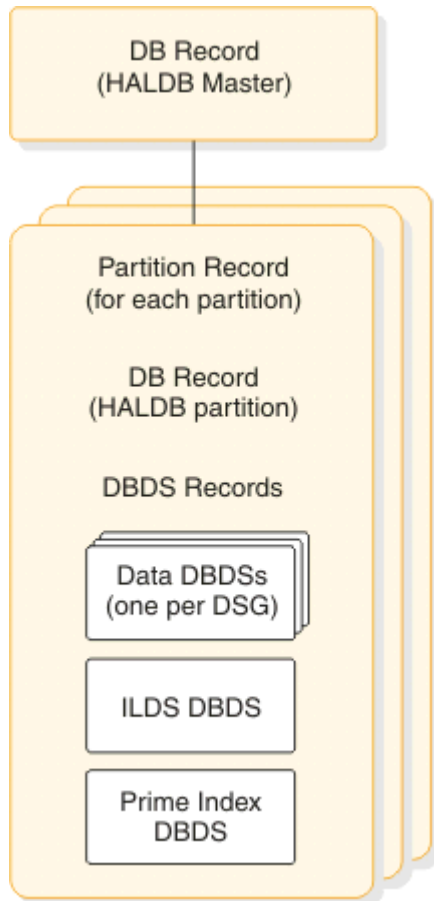 DB Record
(HALDB Master)
Partition Record
(for each partition)
DB Record
(HALDB partition)
DBDS Records
Data DBDSs
(one per DSG)
ILDS DBDS
Prime Index
DBDS